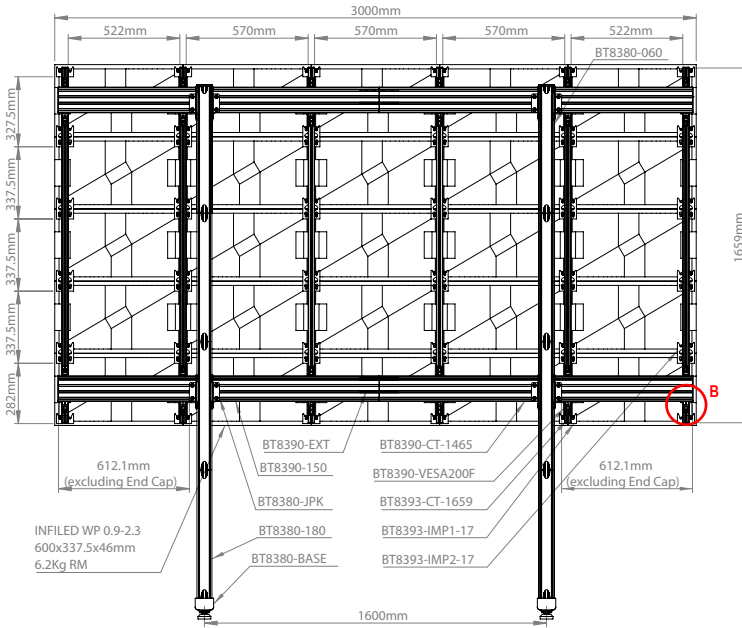 3000mm
522mm
570mm
570mm
570mm
522mm
BT8380-060
327.5mm
337.5mm
337.5mm
337.5mm
282mm
1659mm
B
BT8390-EXT
BT8390-CT-1465
612.1mm
(excluding End Cap)
BT8390-150
BT8390-VESA200F
612.1mm
(excluding End Cap)
BT8380-JPK
BT8393-CT-1659
INFILED WP 0.9-2.3
600x337.5x46mm
6.2Kg RM
BT8380-180
BT8393-IMP1-17
BT8380-BASE
BT8393-IMP2-17
1600mm